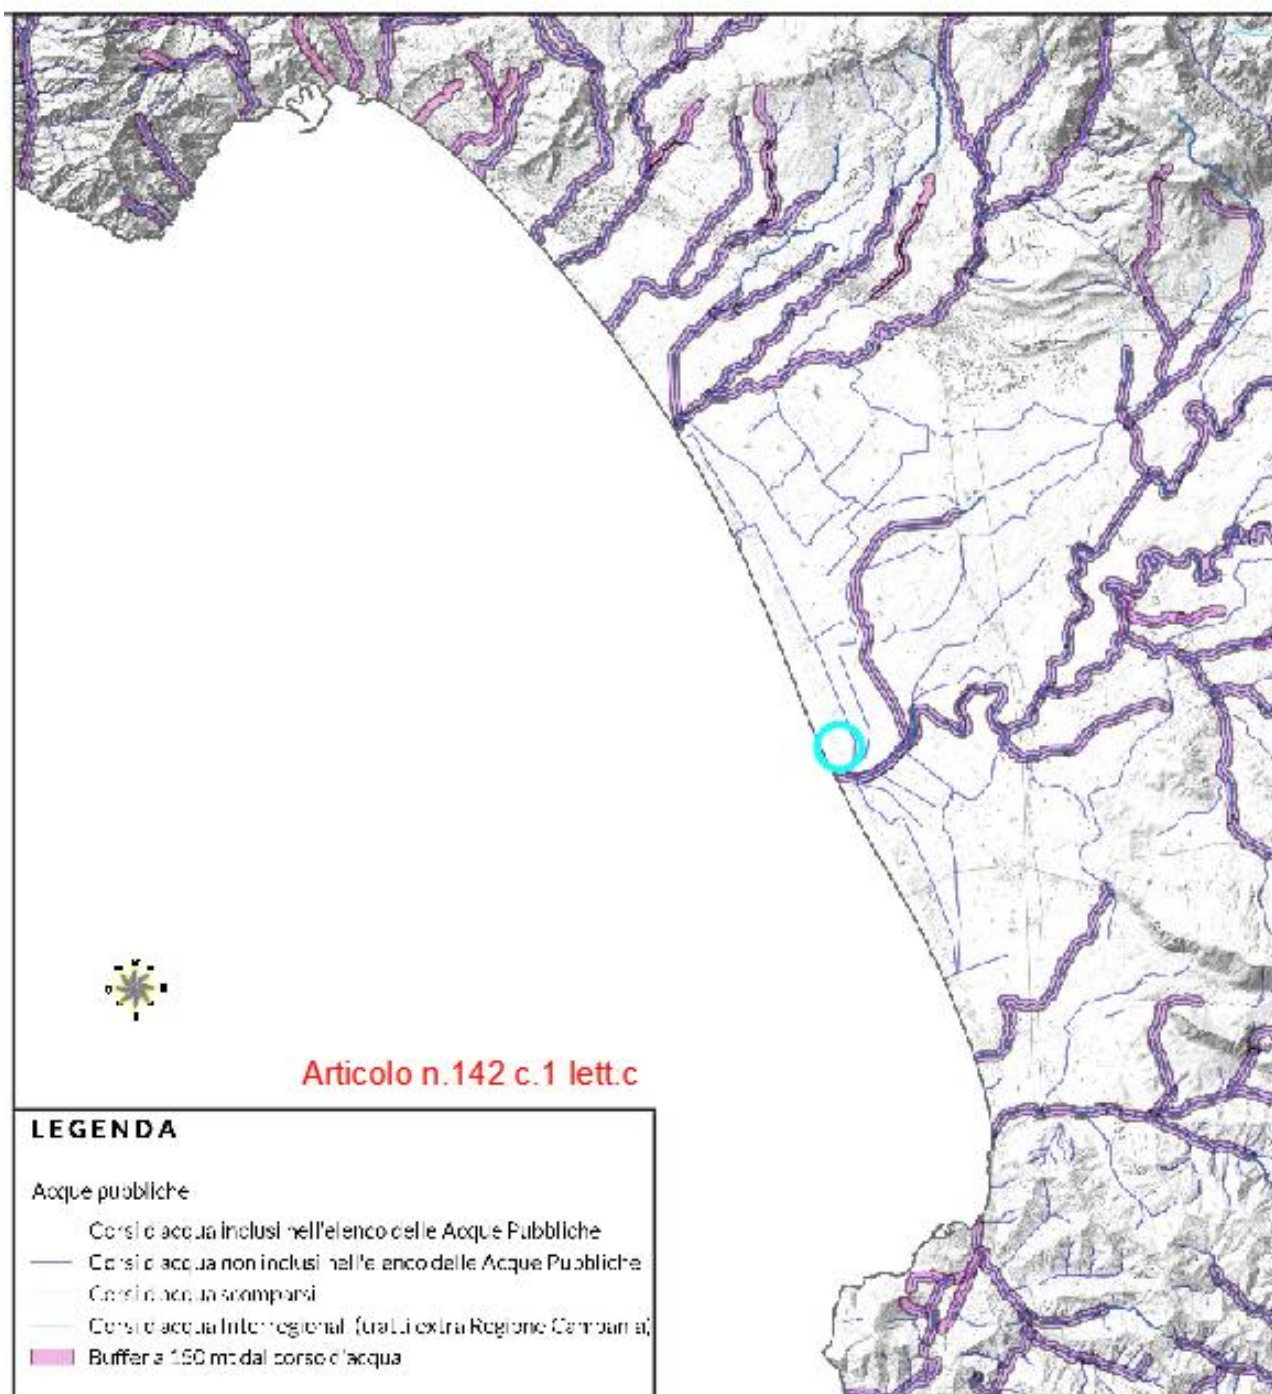 Articolo n.142 c.1 lett.c
LEGENDA
Acque pubbliche
Corsi d'acqua inclusi nell'elenco delle Acque Pubbliche
Corsi d'acqua non inclusi nell'elenco delle Acque Pubbliche
Corsi d'acqua scomparsi
Corsi d'acqua Interregionali (tratti extra Regione Campania)
Buffer a 150 mt dal corso d'acqua